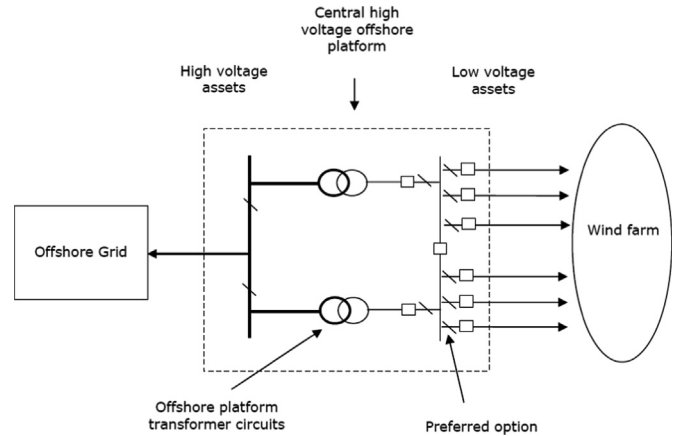 Central high
voltage offshore
platform
High voltage
assets
Low voltage
assets
Offshore Grid
Wind farm
Offshore platform
transformer circuits
Preferred option